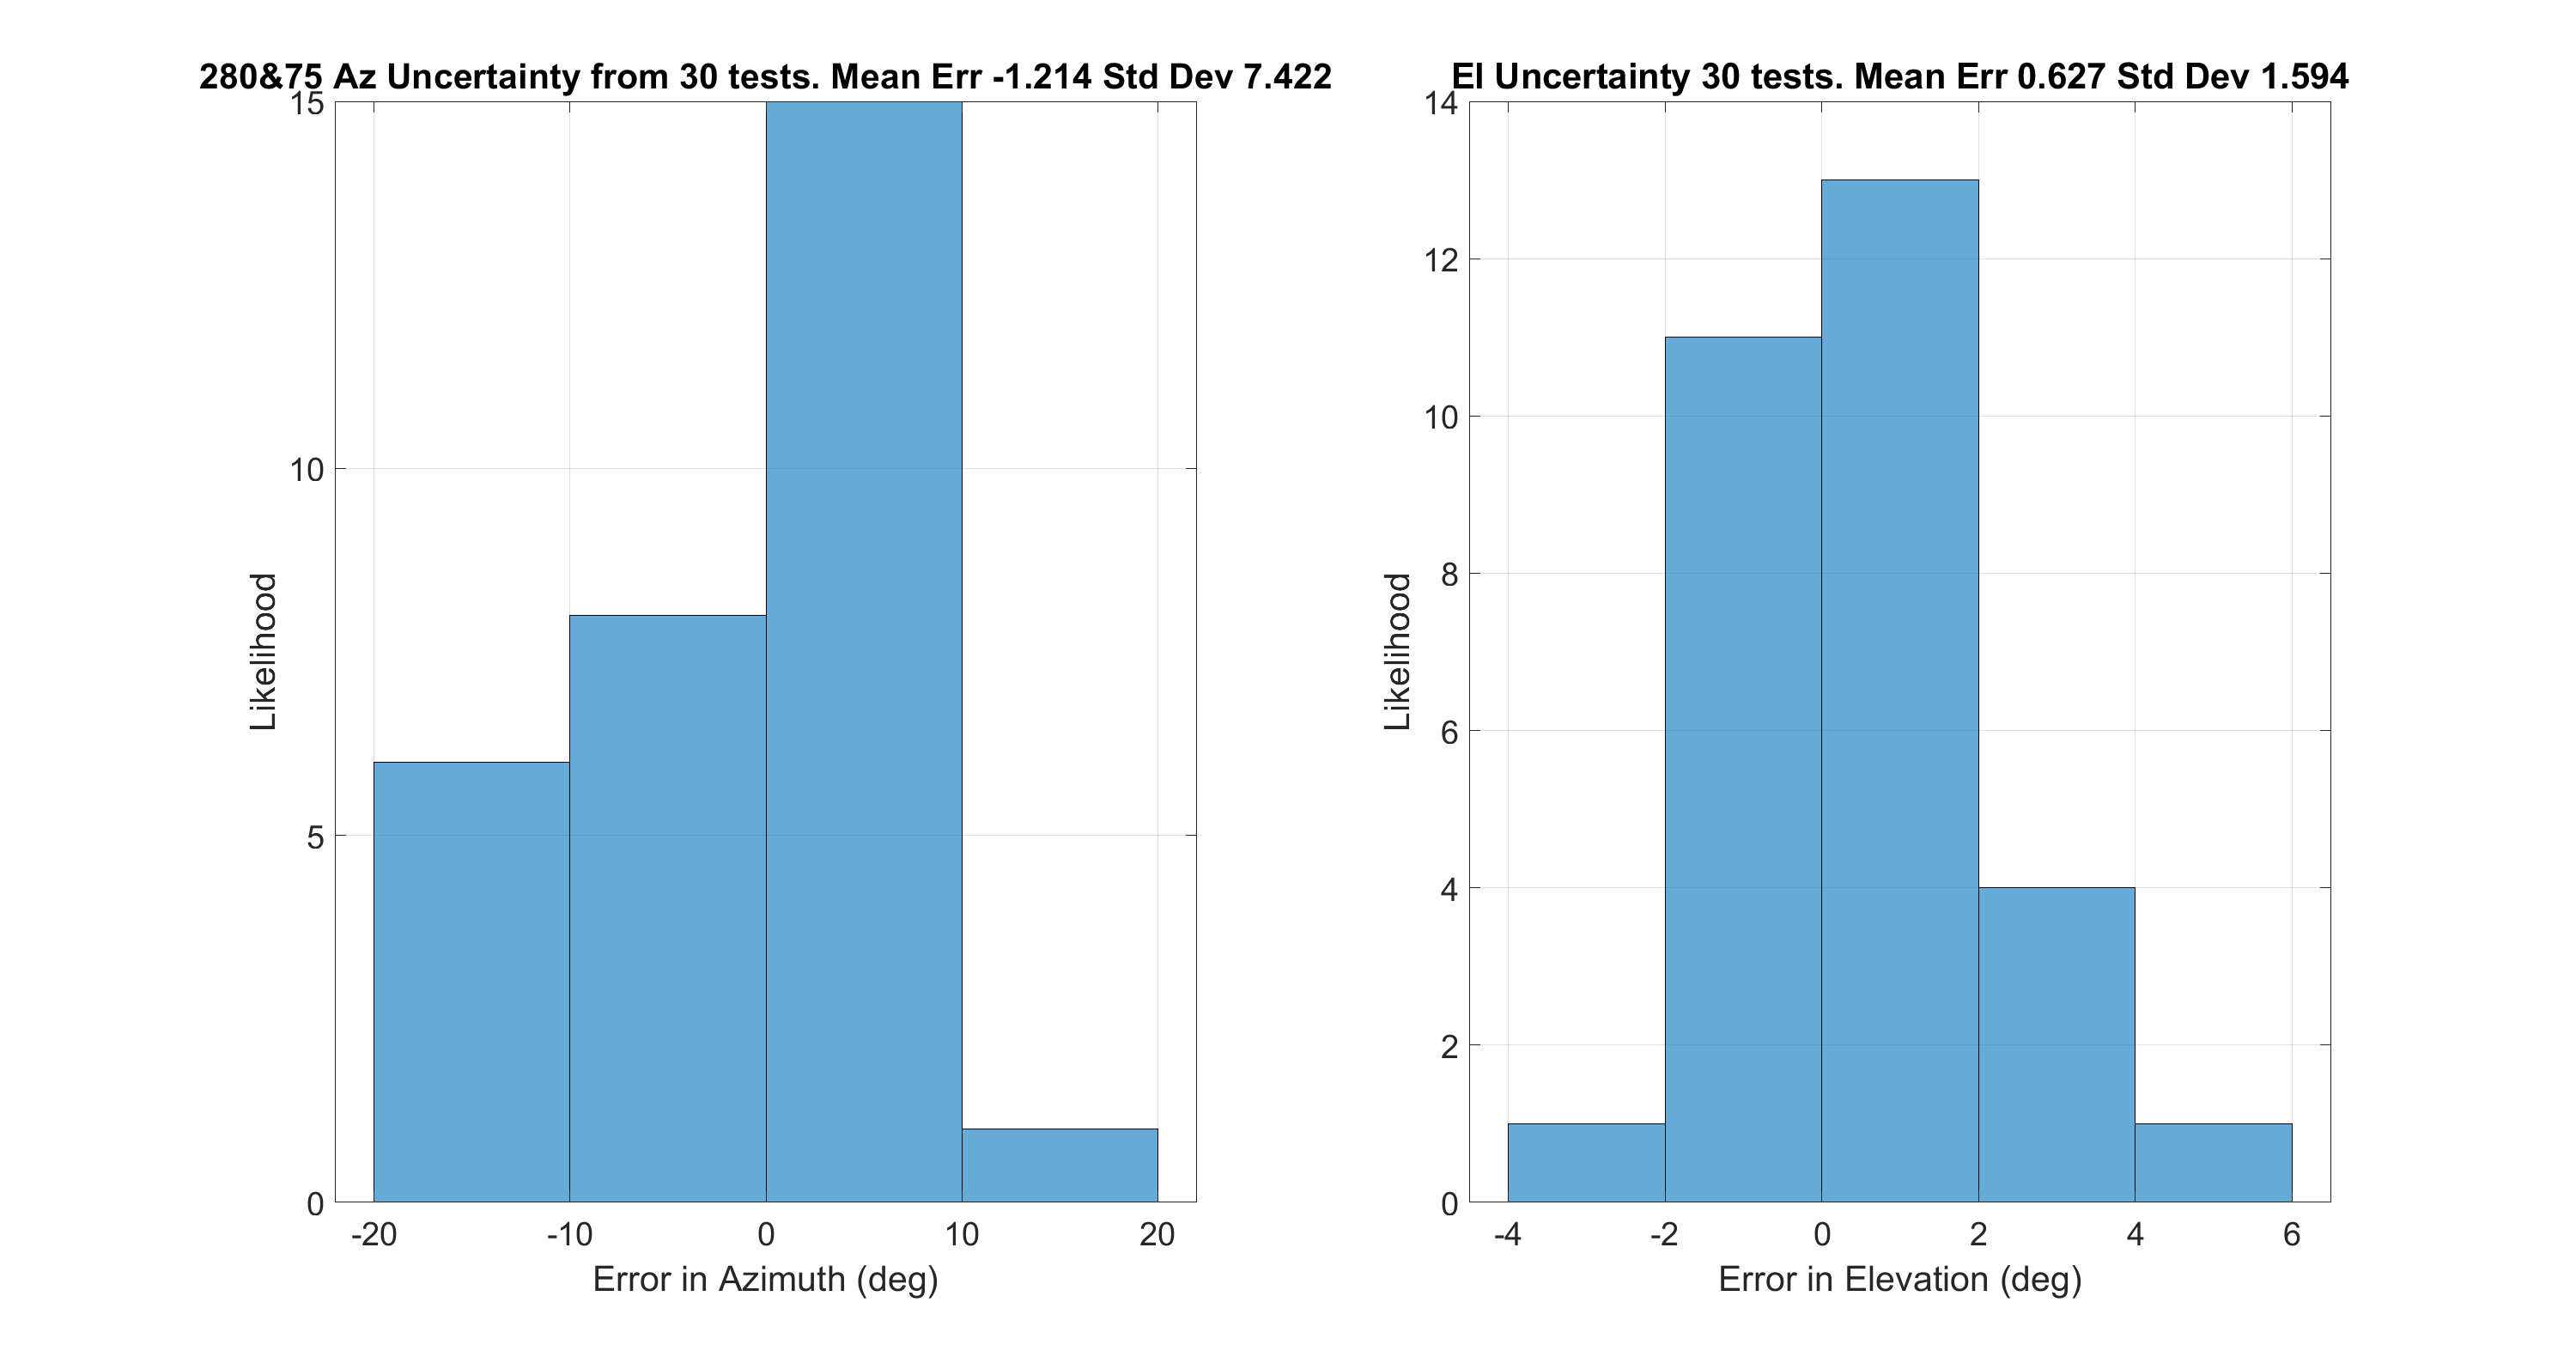 280&75 Az Uncertainty from 30 tests. Mean Err -1.214 Std Dev 7.422
15
10
5
0
Likelihood
-20 -10 0 10 20
Error in Azimuth (deg)
El Uncertainty 30 tests. Mean Err 0.627 Std Dev 1.594
14
12
10
8
6
4
2
0
Likelihood
-4 -2 0 2 4 6
Error in Elevation (deg)